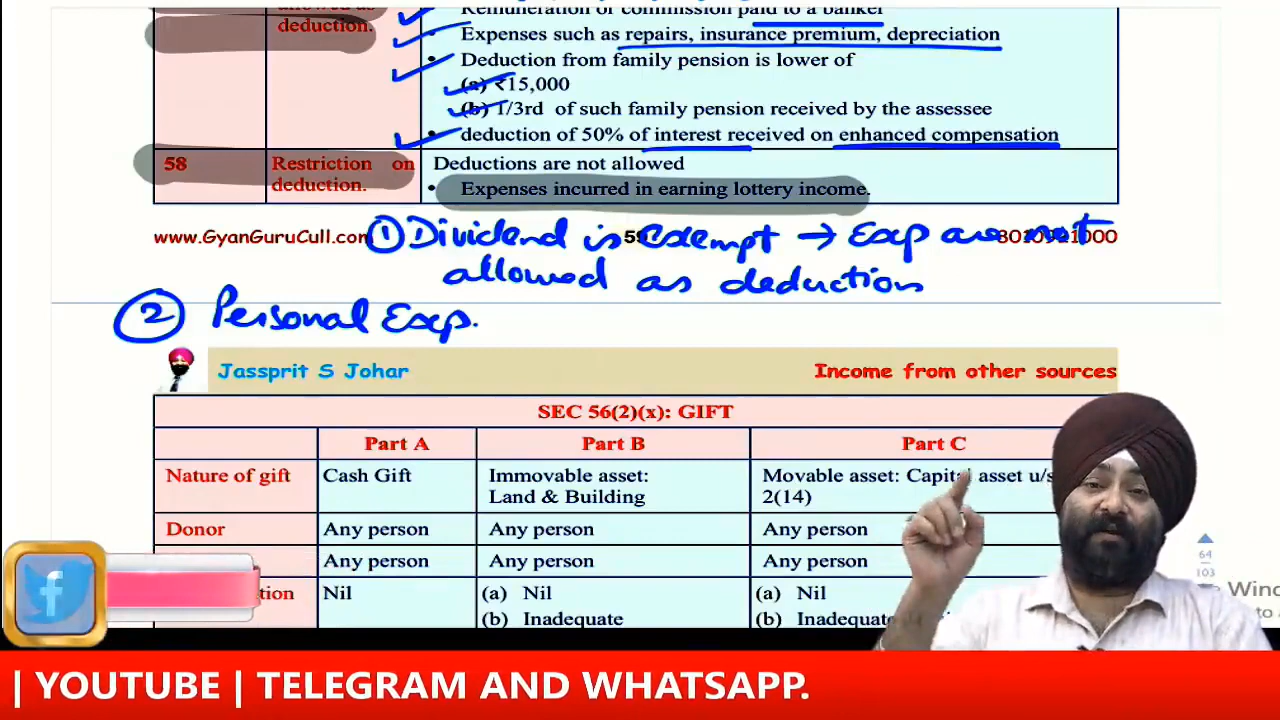 allowed as
deduction.
Remuneration or commission paid to a banker
Expenses such as repairs, insurance premium, depreciation
Deduction from family pension is lower of
(a) ₹15,000
(b) 1/3rd of such family pension received by the assessee
deduction of 50% of interest received on enhanced compensation
58
Restriction on deduction.
Deductions are not allowed
Expenses incurred in earning lottery income.
www.GyanGuruCull.com
① Dividend is exempt → Exp are not
allowed as deduction
② Personal Exp.
Jassprit S Johar
Income from other sources
SEC 56(2)(x): GIFT
Part A Part B Part C
Nature of gift
Cash Gift
Immovable asset:
Land & Building
Movable asset: Capital asset u/s
2(14)
Donor Any person Any person Any person
Any person Any person Any person
Nil
(a) Nil
(b) Inadequate
(a) Nil
(b)
64
103
| YOUTUBE | TELEGRAM AND WHATSAPP.